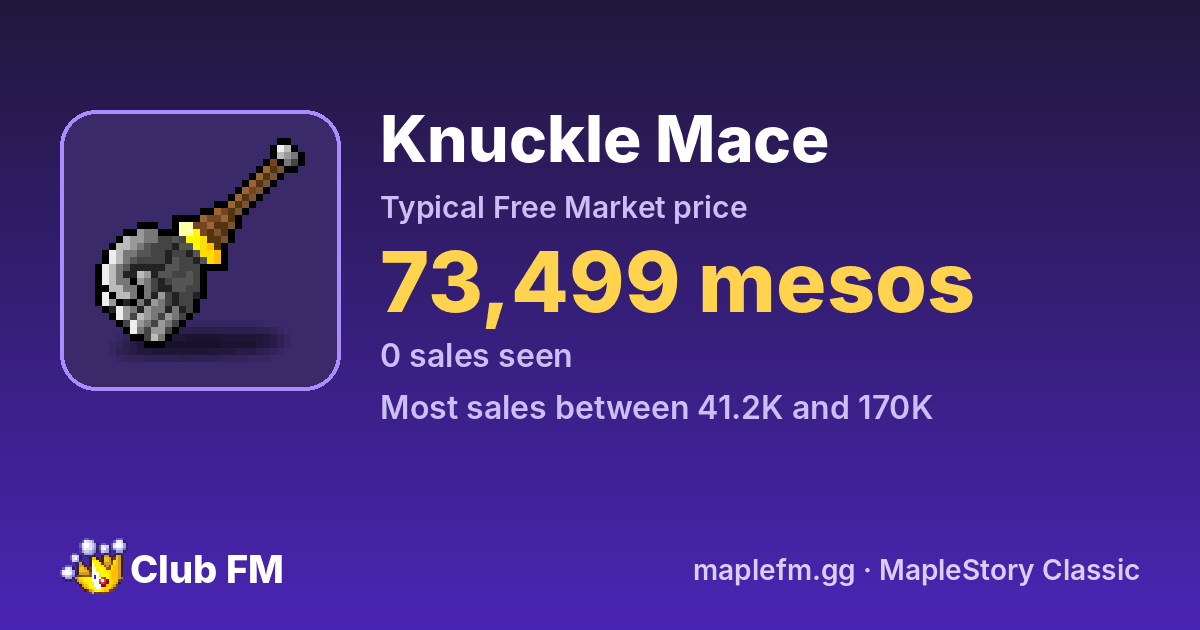 Knuckle Mace
Typical Free Market price
73,499 mesos
0 sales seen
Most sales between 41.2K and 170K
Club FM
maplefm.gg · MapleStory Classic